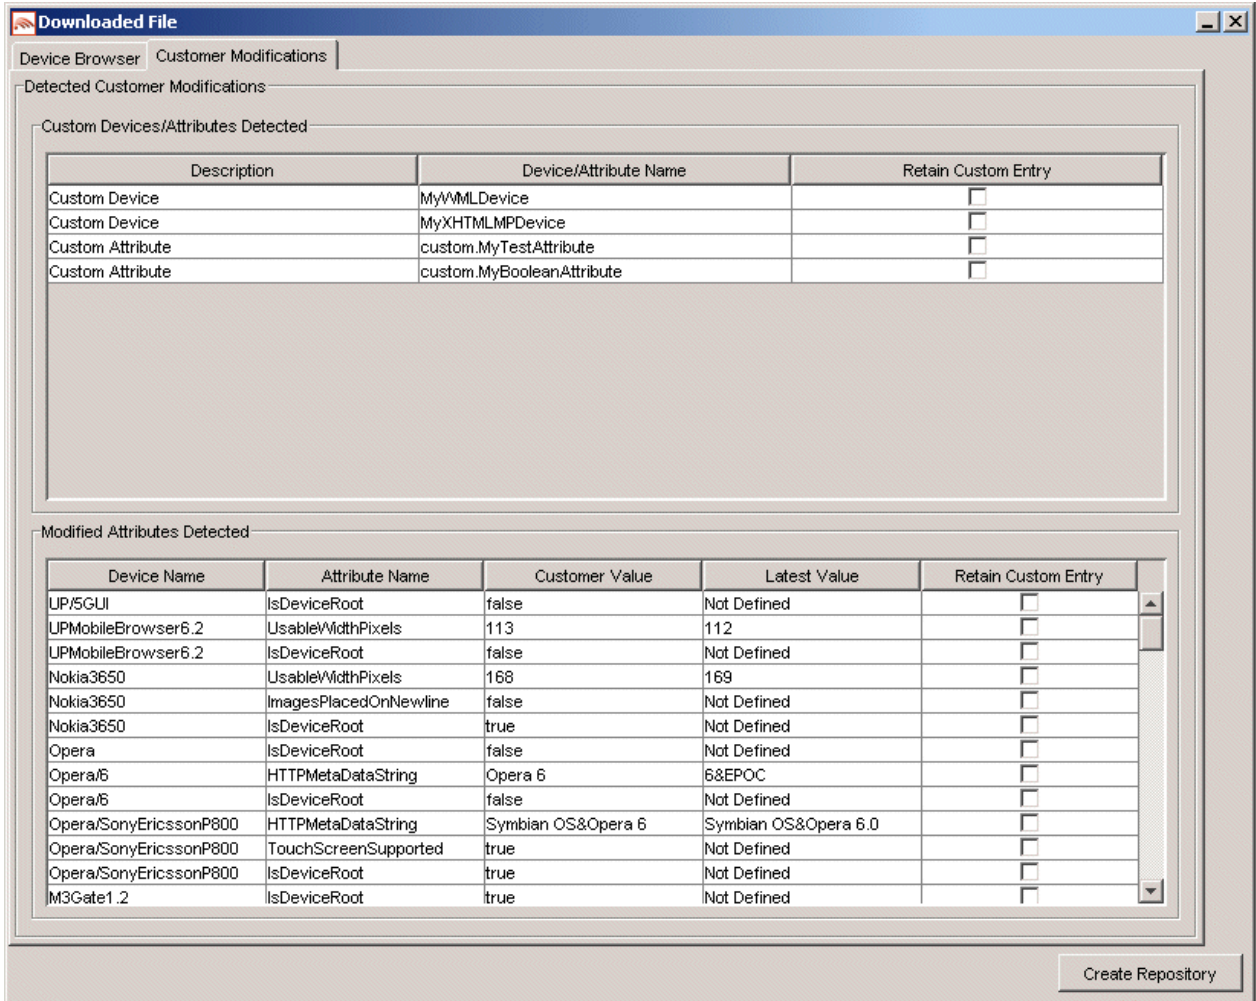 Downloaded File
Device Browser Customer Modifications
Detected Customer Modifications
Custom Devices/Attributes Detected
Description Device/Attribute Name Retain Custom Entry
Custom Device MyWMLDevice
Custom Device MyXHTMLMPDevice
Custom Attribute custom.MyTestAttribute
Custom Attribute custom.MyBooleanAttribute
Modified Attributes Detected
Device Name Attribute Name Customer Value Latest Value Retain Custom Entry
UP/5GUI IsDeviceRoot false Not Defined
UPMobileBrowser6.2 UsableWidthPixels 113 112
UPMobileBrowser6.2 IsDeviceRoot false Not Defined
Nokia3650 UsableWidthPixels 168 169
Nokia3650 ImagesPlacedOnNewline false Not Defined
Nokia3650 IsDeviceRoot true Not Defined
Opera IsDeviceRoot false Not Defined
Opera/6 HTTPMetaDataString Opera 6 6&EPOC
Opera/6 IsDeviceRoot false Not Defined
Opera/SonyEricssonP800 HTTPMetaDataString Symbian OS&Opera 6 Symbian OS&Opera 6.0
Opera/SonyEricssonP800 TouchScreenSupported true Not Defined
Opera/SonyEricssonP800 IsDeviceRoot true Not Defined
M3Gate1.2 IsDeviceRoot true Not Defined
Create Repository